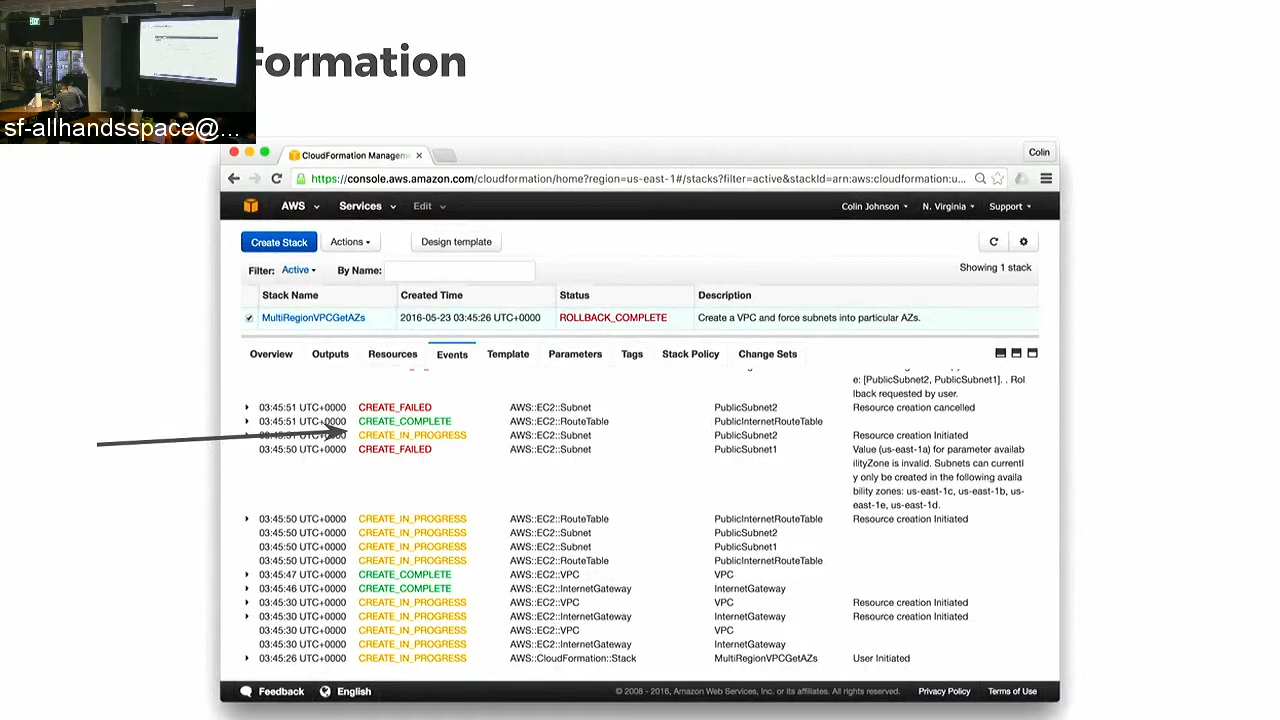 Formation
sf-allhandsspace@...
CloudFormation Managem
Colin
https://console.aws.amazon.com/cloudformation/home?region=us-east-1#/stacks?filter=active&stackId=arn:aws:cloudformation:u...
AWS Services Edit Colin Johnson N. Virginia Support
Create Stack Actions Design template
Filter: Active By Name: Showing 1 stack
Stack Name Created Time Status Description
MultiRegionVPCGetAZs 2016-05-23 03:45:26 UTC+0000 ROLLBACK_COMPLETE Create a VPC and force subnets into particular AZs.
Overview Outputs Resources Events Template Parameters Tags Stack Policy Change Sets
e: [PublicSubnet2, PublicSubnet1]. . Rol
lback requested by user.
03:45:51 UTC+0000 CREATE_FAILED AWS::EC2::Subnet PublicSubnet2 Resource creation cancelled
03:45:51 UTC+0000 CREATE_COMPLETE AWS::EC2::RouteTable PublicInternetRouteTable
03:45:51 UTC+0000 CREATE_IN_PROGRESS AWS::EC2::Subnet PublicSubnet2 Resource creation Initiated
03:45:50 UTC+0000 CREATE_FAILED AWS::EC2::Subnet PublicSubnet1 Value (us-east-1a) for parameter availab
ilityZone is invalid. Subnets can currentl
y only be created in the following availa
bility zones: us-east-1c, us-east-1b, us-
east-1e, us-east-1d.
03:45:50 UTC+0000 CREATE_IN_PROGRESS AWS::EC2::RouteTable PublicInternetRouteTable Resource creation Initiated
03:45:50 UTC+0000 CREATE_IN_PROGRESS AWS::EC2::Subnet PublicSubnet2
03:45:50 UTC+0000 CREATE_IN_PROGRESS AWS::EC2::Subnet PublicSubnet1
03:45:50 UTC+0000 CREATE_IN_PROGRESS AWS::EC2::RouteTable PublicInternetRouteTable
03:45:47 UTC+0000 CREATE_COMPLETE AWS::EC2::VPC VPC
03:45:46 UTC+0000 CREATE_COMPLETE AWS::EC2::InternetGateway InternetGateway
03:45:30 UTC+0000 CREATE_IN_PROGRESS AWS::EC2::VPC VPC Resource creation Initiated
03:45:30 UTC+0000 CREATE_IN_PROGRESS AWS::EC2::InternetGateway InternetGateway Resource creation Initiated
03:45:30 UTC+0000 CREATE_IN_PROGRESS AWS::EC2::VPC VPC
03:45:30 UTC+0000 CREATE_IN_PROGRESS AWS::EC2::InternetGateway InternetGateway
03:45:26 UTC+0000 CREATE_IN_PROGRESS AWS::CloudFormation::Stack MultiRegionVPCGetAZs User Initiated
Feedback English © 2008 - 2016, Amazon Web Services, Inc. or its affiliates. All rights reserved. Privacy Policy Terms of Use